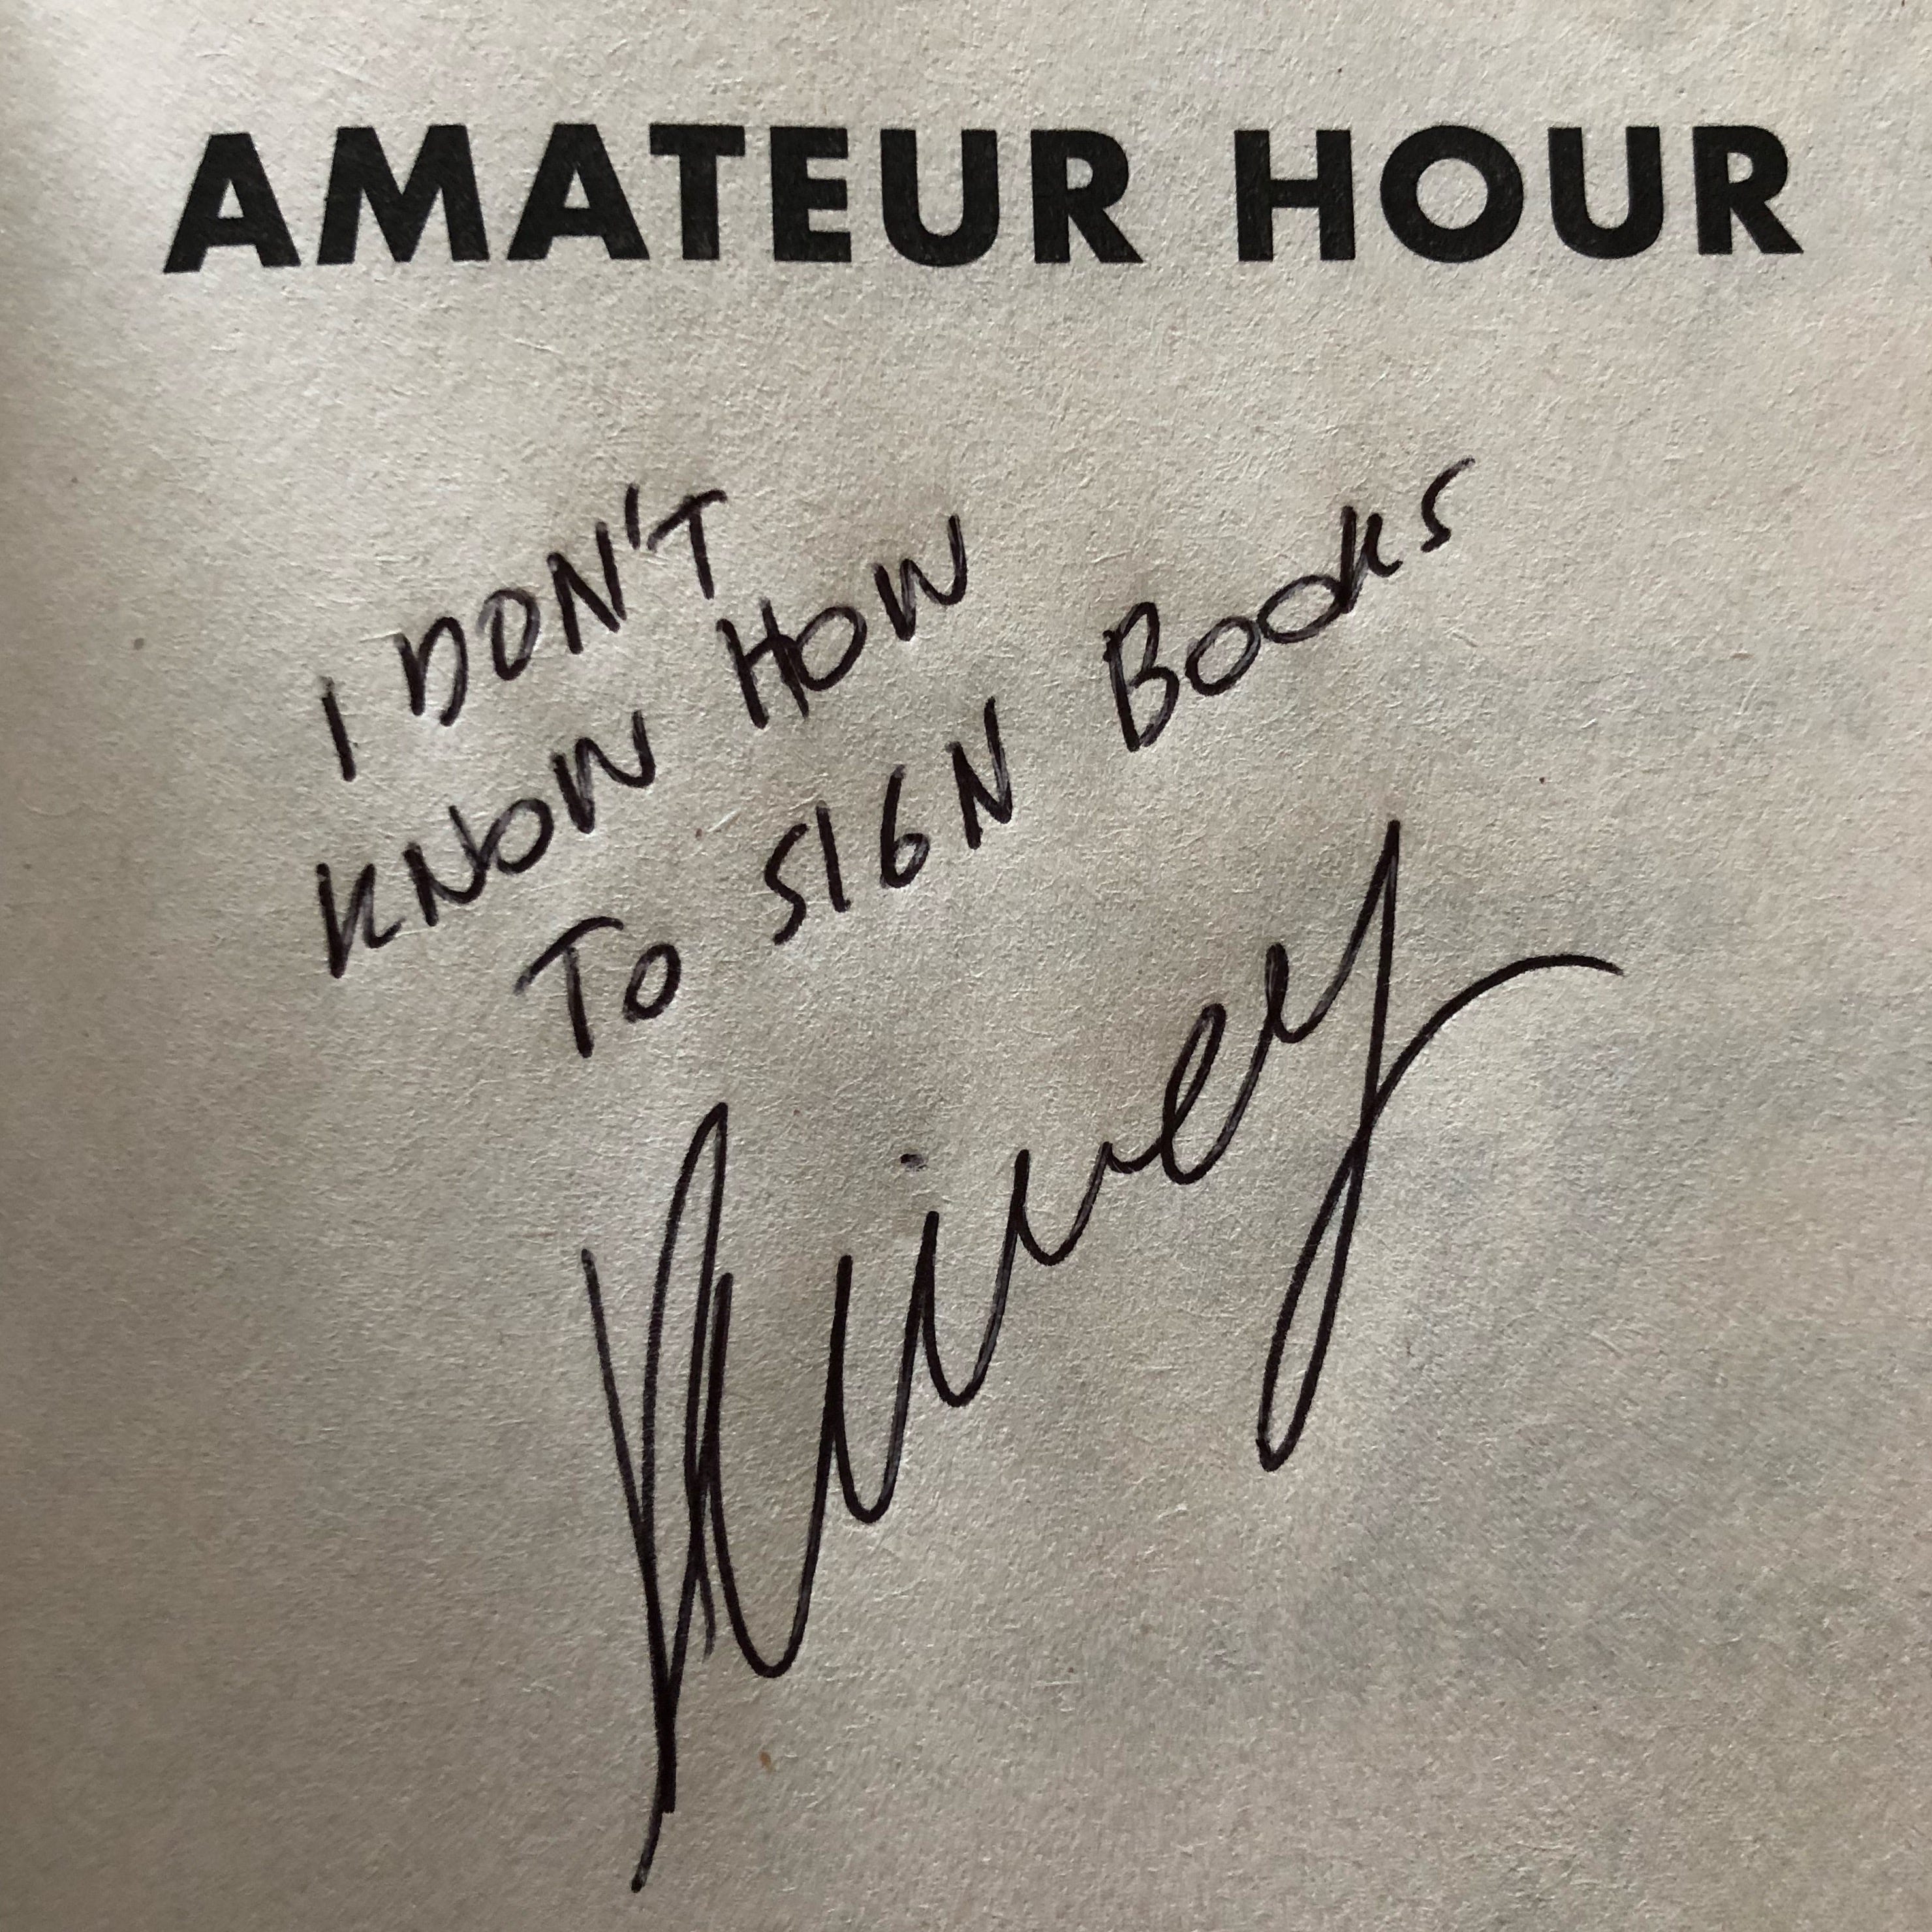 AMATEUR HOUR
I DON'T
KNOW HOW
TO SIGN BOOKS